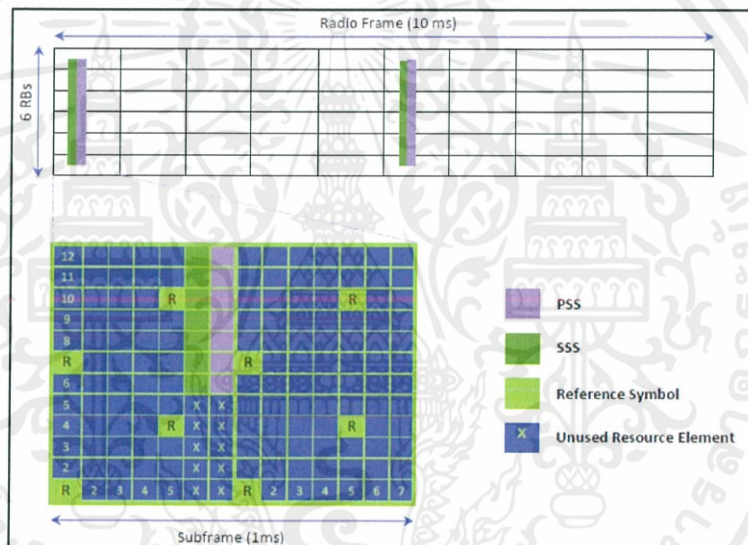 Radio Frame (10 ms)
6 RBs
12
11
10 R R
9
8
R R
6
5 X X
4 R X X R
3 X X
2 X X
R 2 3 4 5 X X R 2 3 4 5 6 7
Subframe (1ms)
PSS
SSS
Reference Symbol
X Unused Resource Element